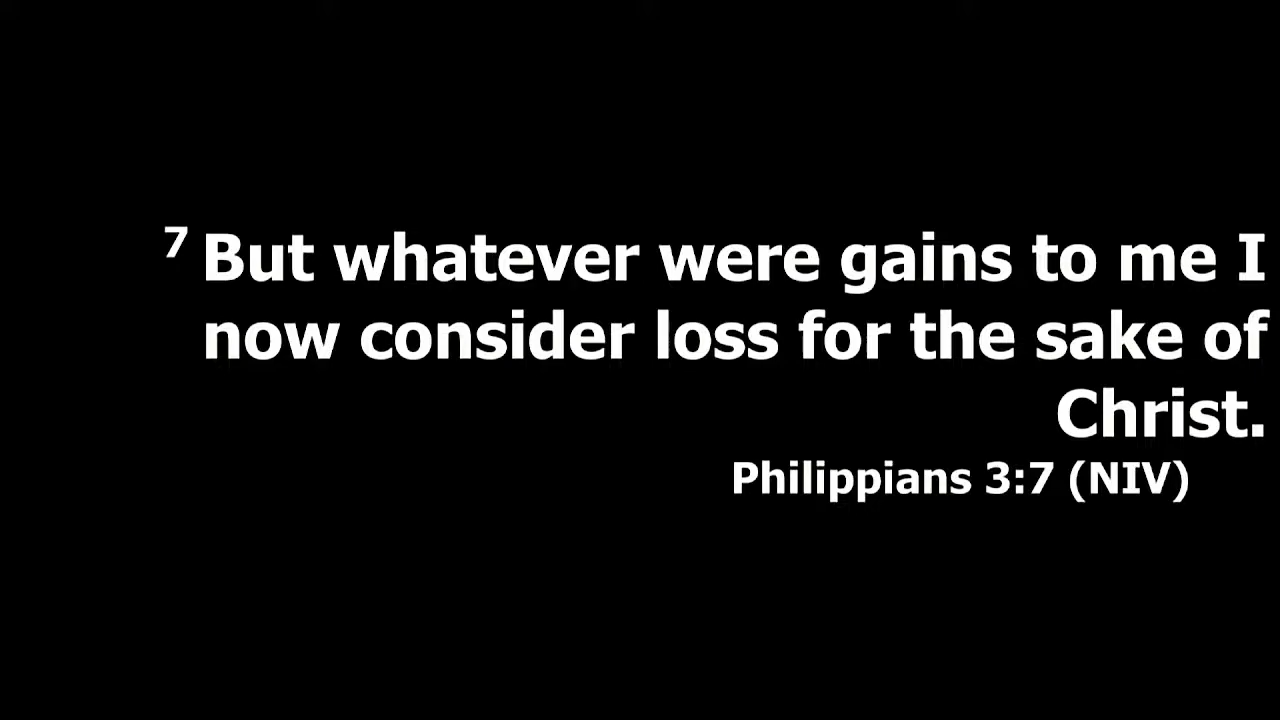 7 But whatever were gains to me I
now consider loss for the sake of
Christ.
Philippians 3:7 (NIV)